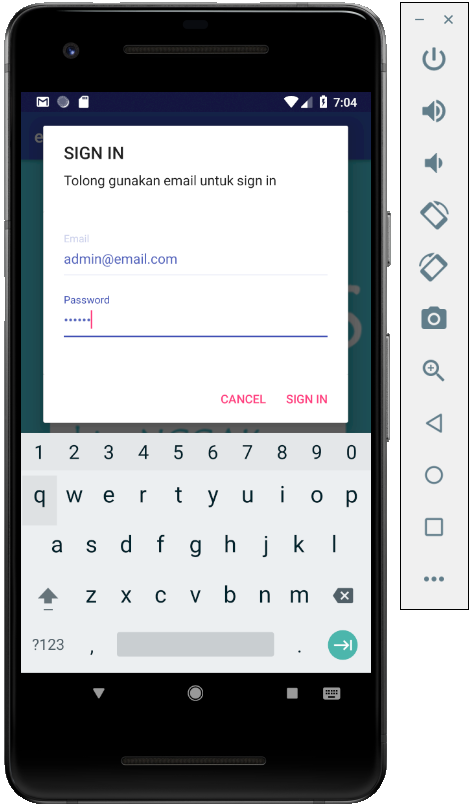 7:04
SIGN IN
Tolong gunakan email untuk sign in
Email
admin@email.com
Password
••••••
CANCEL SIGN IN
1 2 3 4 5 6 7 8 9 0
q w e r t y u i o p
a s d f g h j k l
z x c v b n m
?123 , .